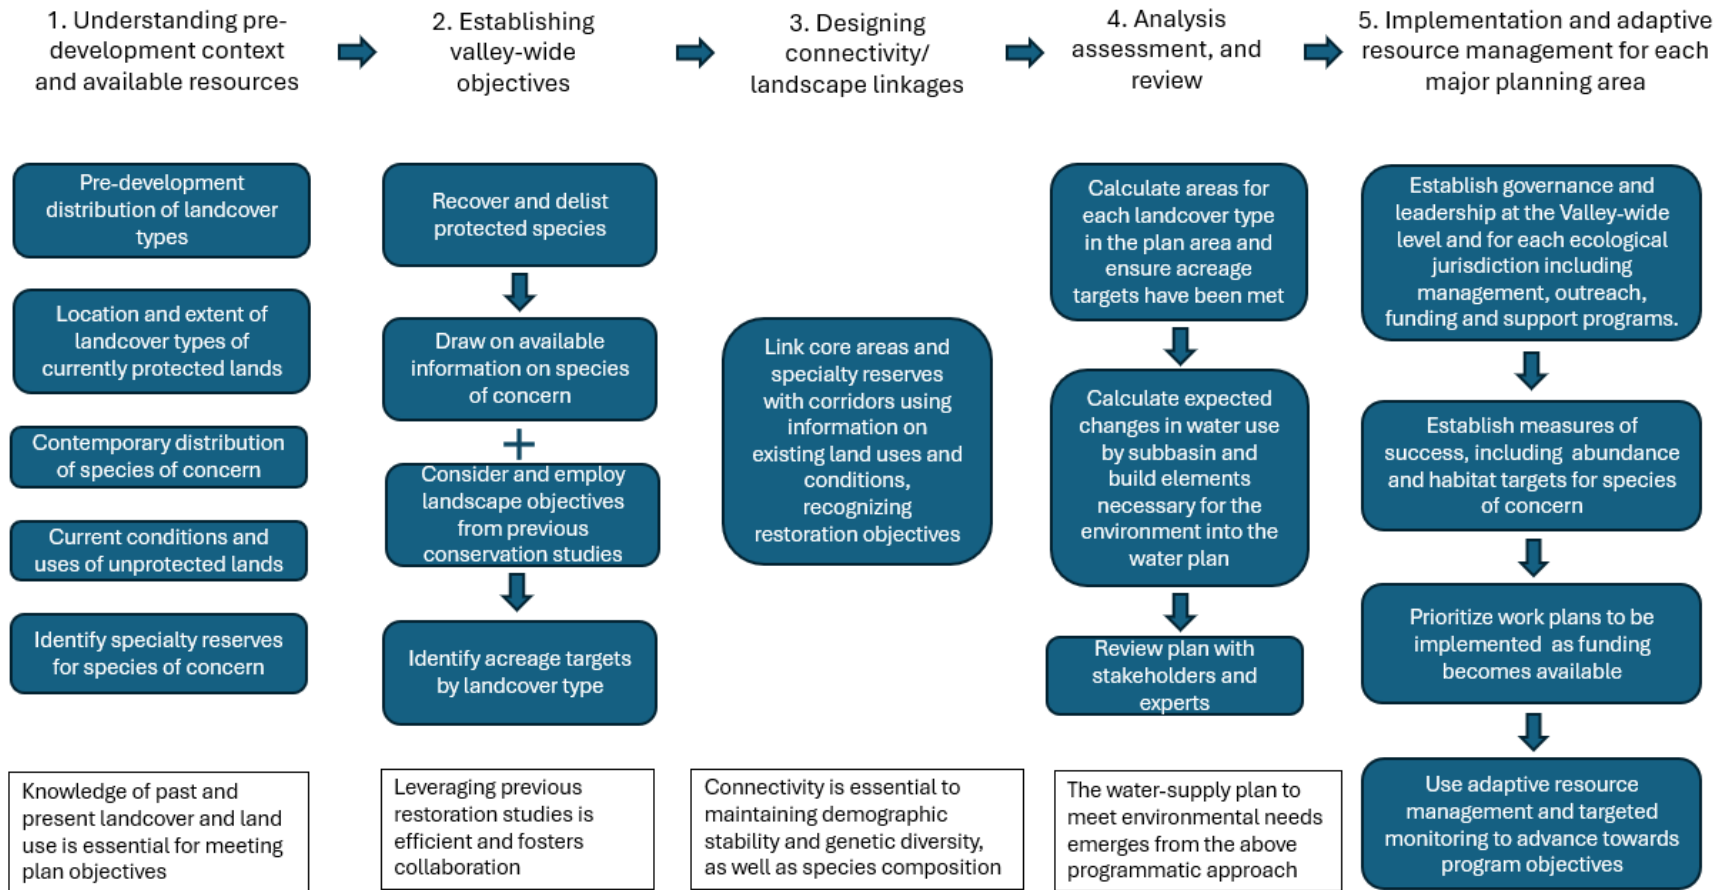 1. Understanding pre-
development context
and available resources
2. Establishing
valley-wide
objectives
3. Designing
connectivity/
landscape linkages
4. Analysis
assessment, and
review
5. Implementation and adaptive
resource management for each
major planning area
Pre-development
distribution of landcover
types
Location and extent of
landcover types of
currently protected lands
Contemporary distribution
of species of concern
Current conditions and
uses of unprotected lands
Identify specialty reserves
for species of concern
Knowledge of past and
present landcover and land
use is essential for meeting
plan objectives
Recover and delist
protected species
Draw on available
information on species
of concern
+
Consider and employ
landscape objectives
from previous
conservation studies
Identify acreage targets
by landcover type
Leveraging previous
restoration studies is
efficient and fosters
collaboration
Link core areas and
specialty reserves
with corridors using
information on
existing land uses and
conditions,
recognizing
restoration objectives
Connectivity is essential to
maintaining demographic
stability and genetic diversity,
as well as species composition
Calculate areas for
each landcover type
in the plan area and
ensure acreage
targets have been met
Calculate expected
changes in water use
by subbasin and
build elements
necessary for the
environment into the
water plan
Review plan with
stakeholders and
experts
The water-supply plan to
meet environmental needs
emerges from the above
programmatic approach
Establish governance and
leadership at the Valley-wide
level and for each ecological
jurisdiction including
management, outreach,
funding and support programs.
Establish measures of
success, including abundance
and habitat targets for species
of concern
Prioritize work plans to be
implemented as funding
becomes available
Use adaptive resource
management and targeted
monitoring to advance towards
program objectives